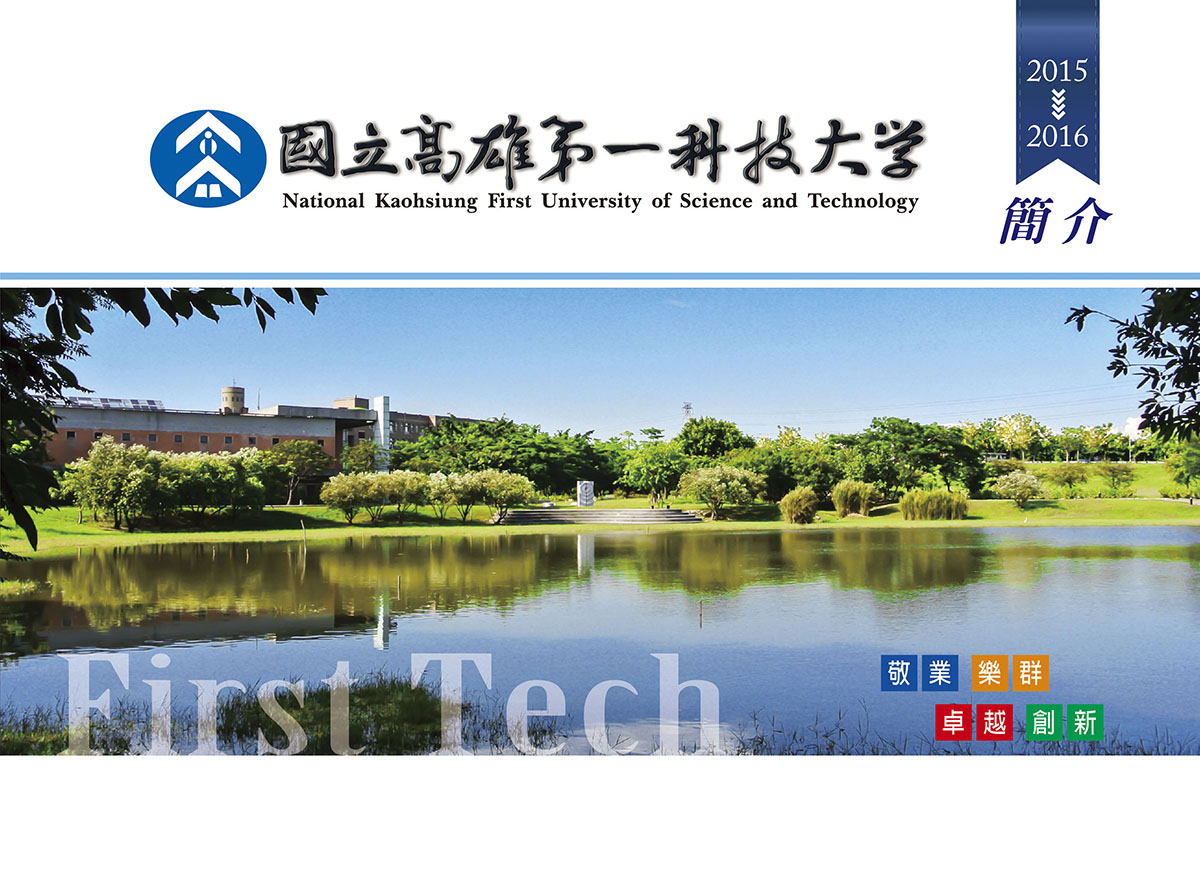 2015
2016
簡介
國立高雄第一科技大学
National Kaohsiung First University of Science and Technology
First Tech
敬業 樂群
卓越 創新